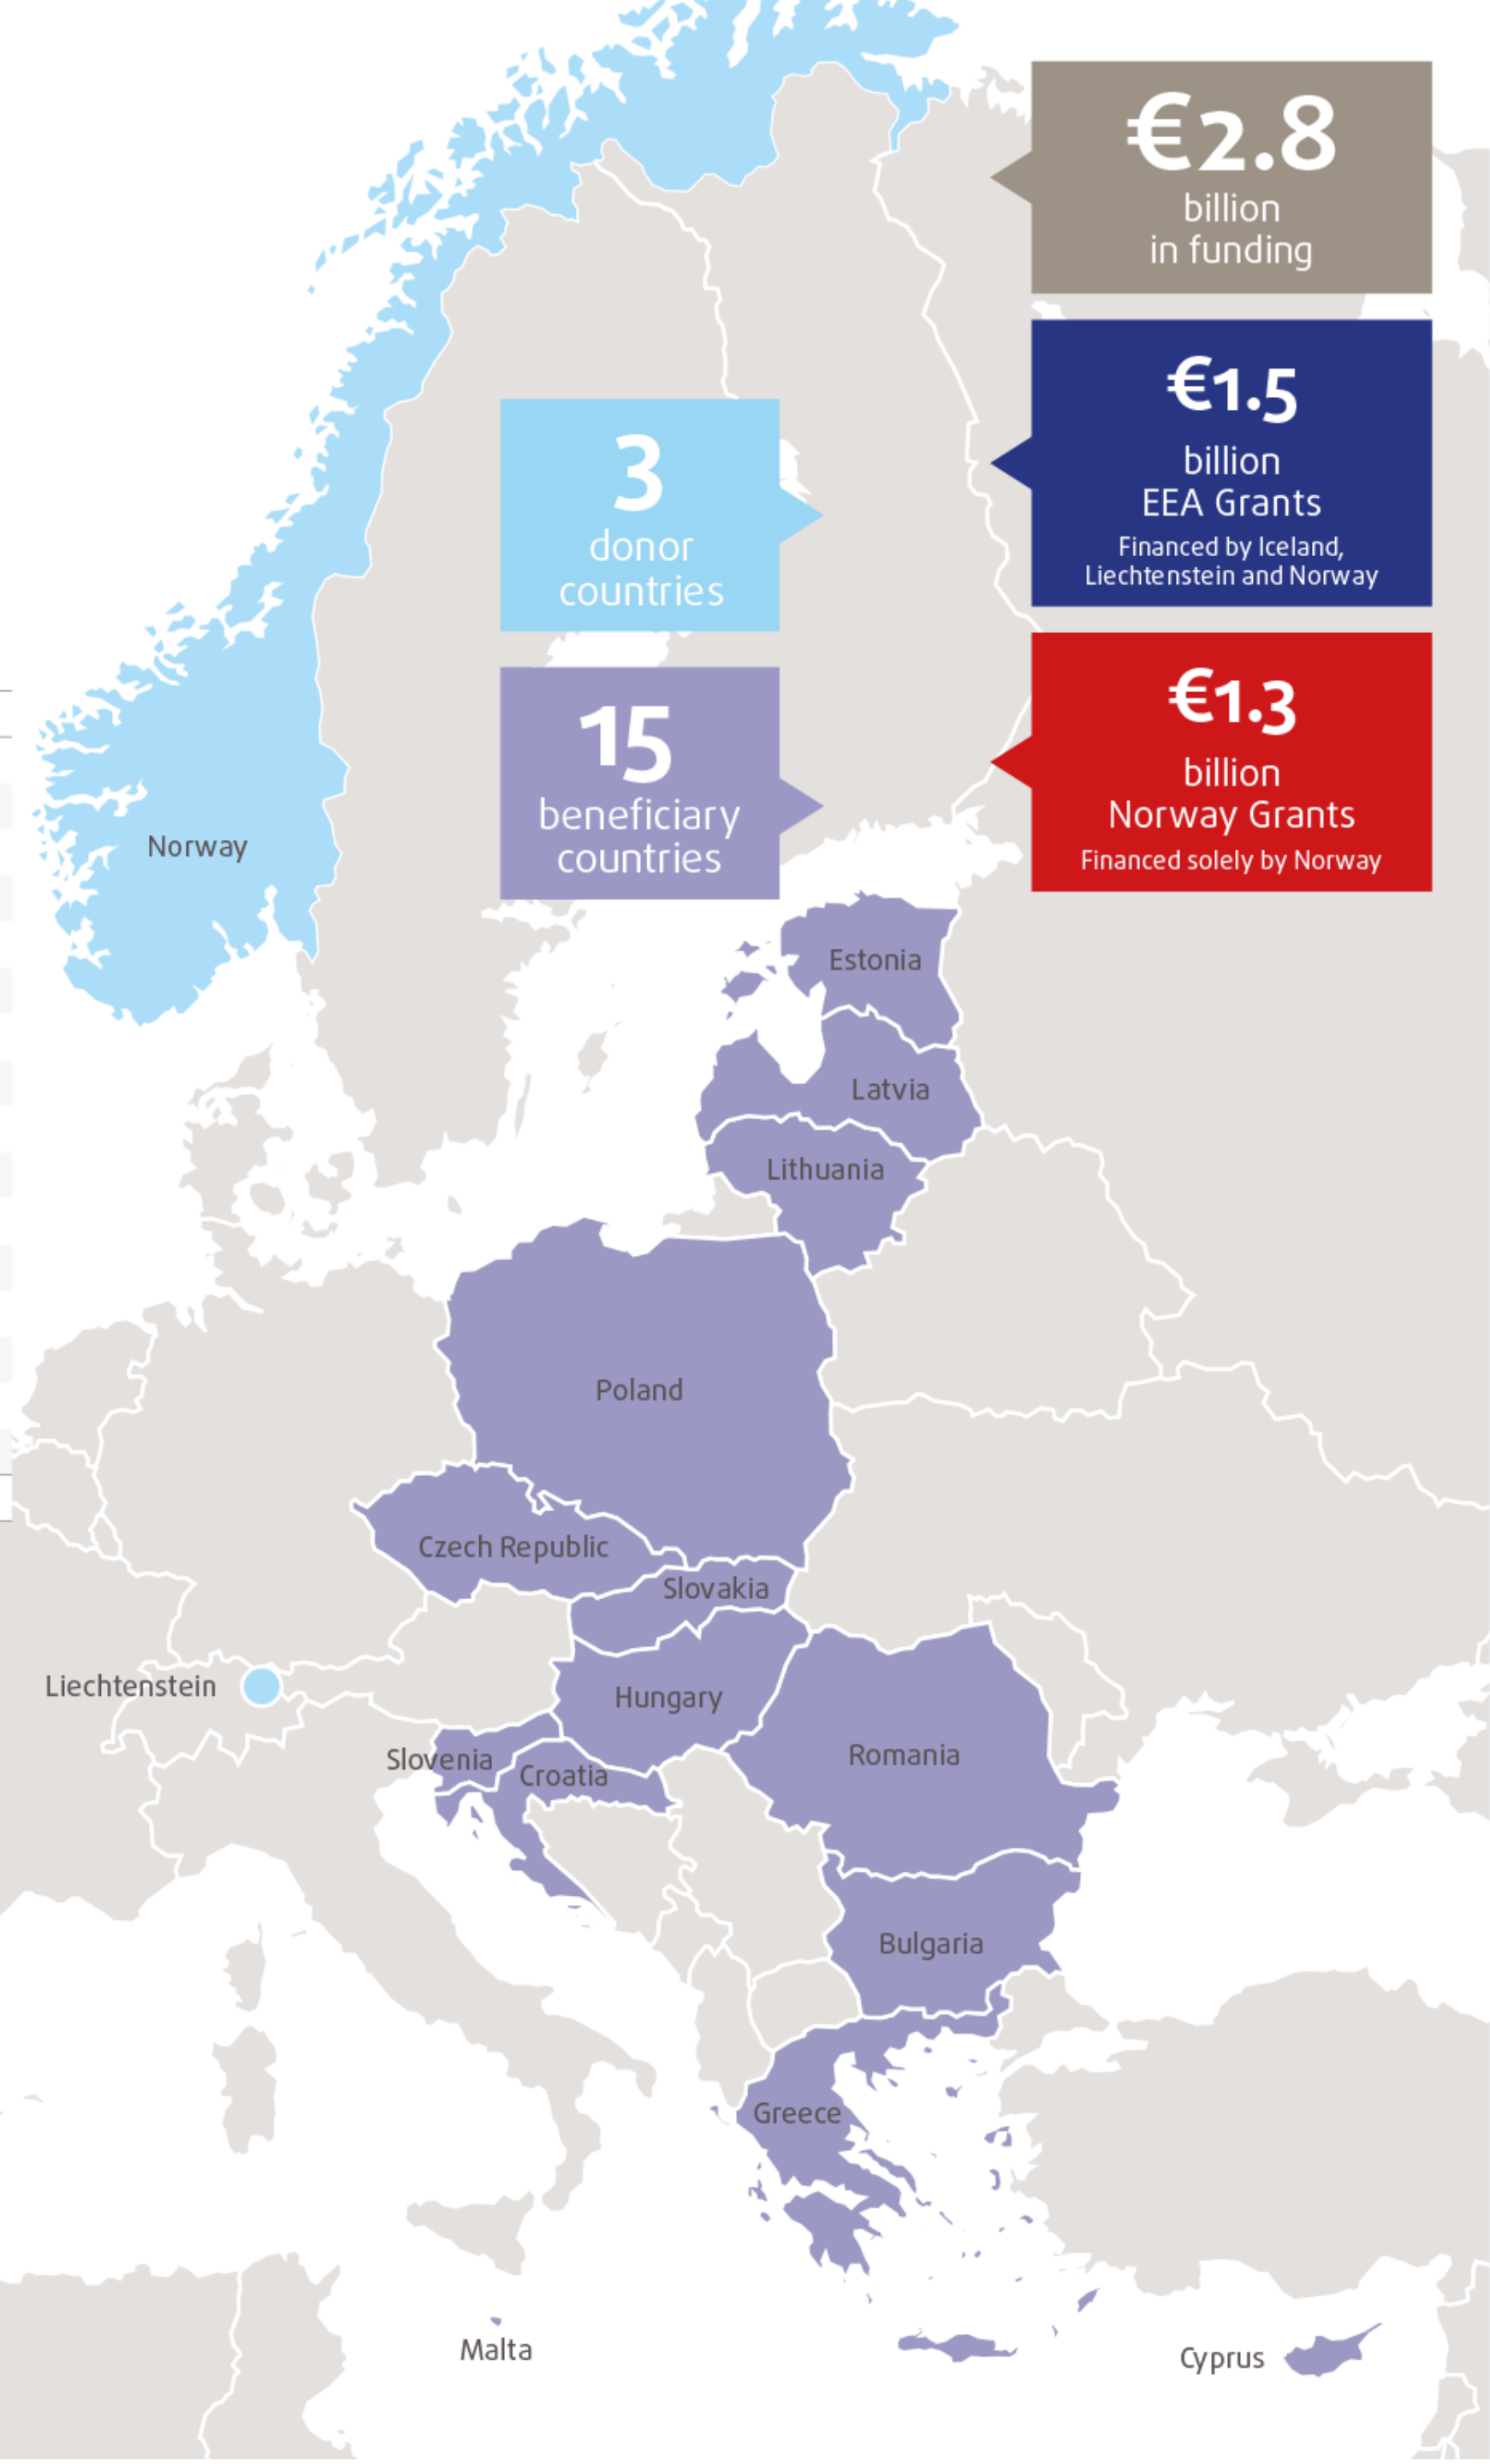 €2.8
billion
in funding
€1.5
billion
EEA Grants
Financed by Iceland,
Liechtenstein and Norway
3
donor
countries
€1.3
billion
Norway Grants
Financed solely by Norway
15
beneficiary
countries
Norway
Estonia
Latvia
Lithuania
Poland
Czech Republic
Slovakia
Liechtenstein
Hungary
Slovenia
Croatia
Romania
Bulgaria
Greece
Malta
Cyprus